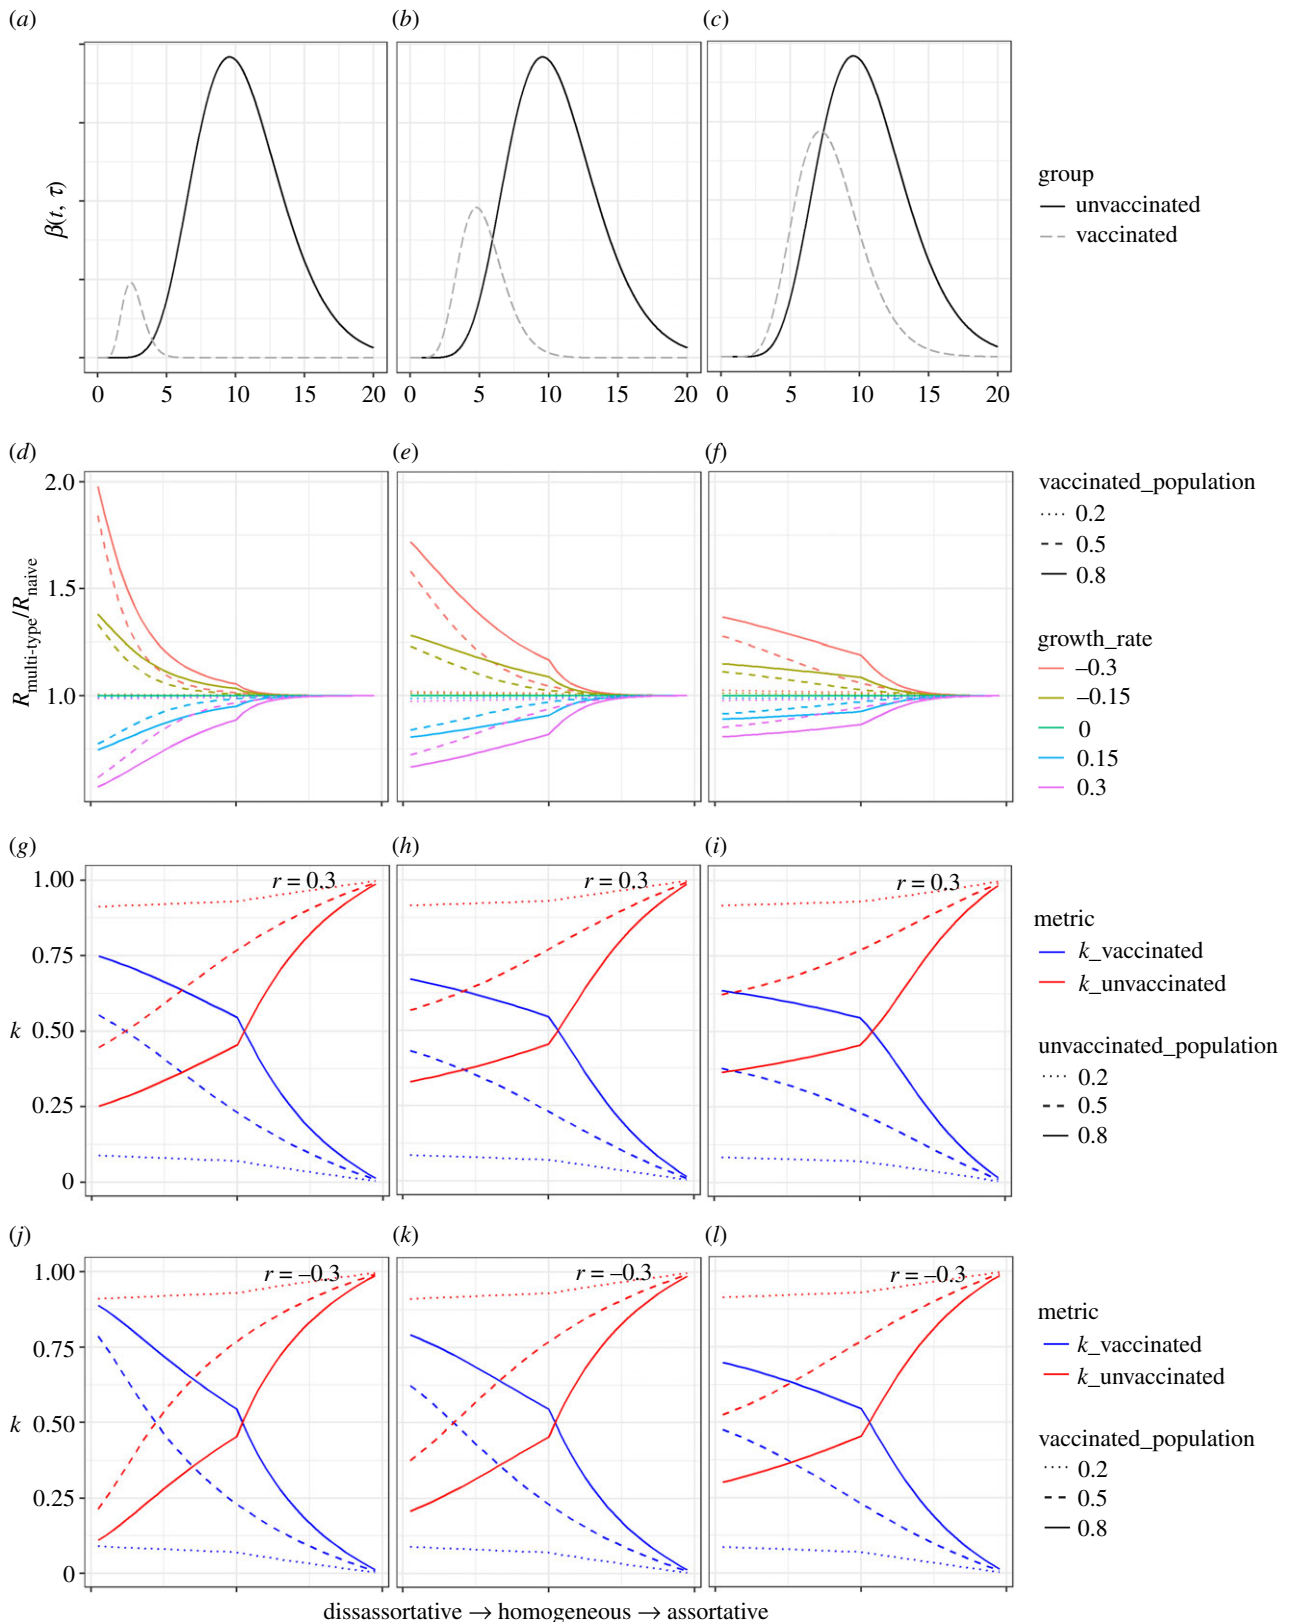 (a) (b) (c)
β(t, τ)
group
unvaccinated
vaccinated
0 5 10 15 20 0 5 10 15 20 0 5 10 15 20
(d) (e) (f)
2.0
1.5
1.0
R_multi-type/R_naive
vaccinated_population
0.2
0.5
0.8
growth_rate
–0.3
–0.15
0
0.15
0.3
(g) (h) (i)
1.00
0.75
k 0.50
0.25
0
r = 0.3 r = 0.3 r = 0.3
metric
k_vaccinated
k_unvaccinated
unvaccinated_population
0.2
0.5
0.8
(j) (k) (l)
1.00
0.75
k 0.50
0.25
0
r = –0.3 r = –0.3 r = –0.3
metric
k_vaccinated
k_unvaccinated
vaccinated_population
0.2
0.5
0.8
dissassortative → homogeneous → assortative